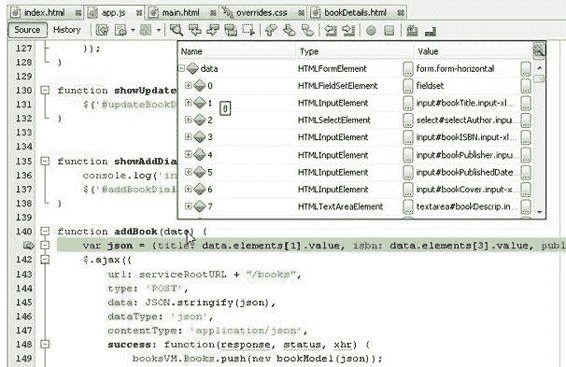 index.html app.js main.html overrides.css bookDetails.html
Source History
127 });
128 }
129
130 function showUpdate
131 $('#updateBookD
132 }
133
134
135 function showAddDia
136 console.log('in
137 $('#addBookDial
138 }
139
140 function addBook(data) {
141 var json = {title: data.elements[1].value, isbn: data.elements[3].value, publ
142 $.ajax({
143 url: serviceRootURL + "/books",
144 type: 'POST',
145 data: JSON.stringify(json),
146 dataType: 'json',
147 contentType: 'application/json',
148 success: function(response, status, xhr) {
149 booksVM.Books.push(new bookModel(json));
Name Type Value
data HTMLFormElement form.form-horizontal
0 HTMLFieldSetElement fieldset
1 HTMLInputElement input#bookTitle.input-xl...
2 HTMLSelectElement select#selectAuthor.inpu...
3 HTMLInputElement input#bookISBN.input-xl...
4 HTMLInputElement input#bookPublisher.inpu...
5 HTMLInputElement input#bookPublishedDate...
6 HTMLInputElement input#bookCover.input-x...
7 HTMLTextAreaElement textarea#bookDescrip.in...
0